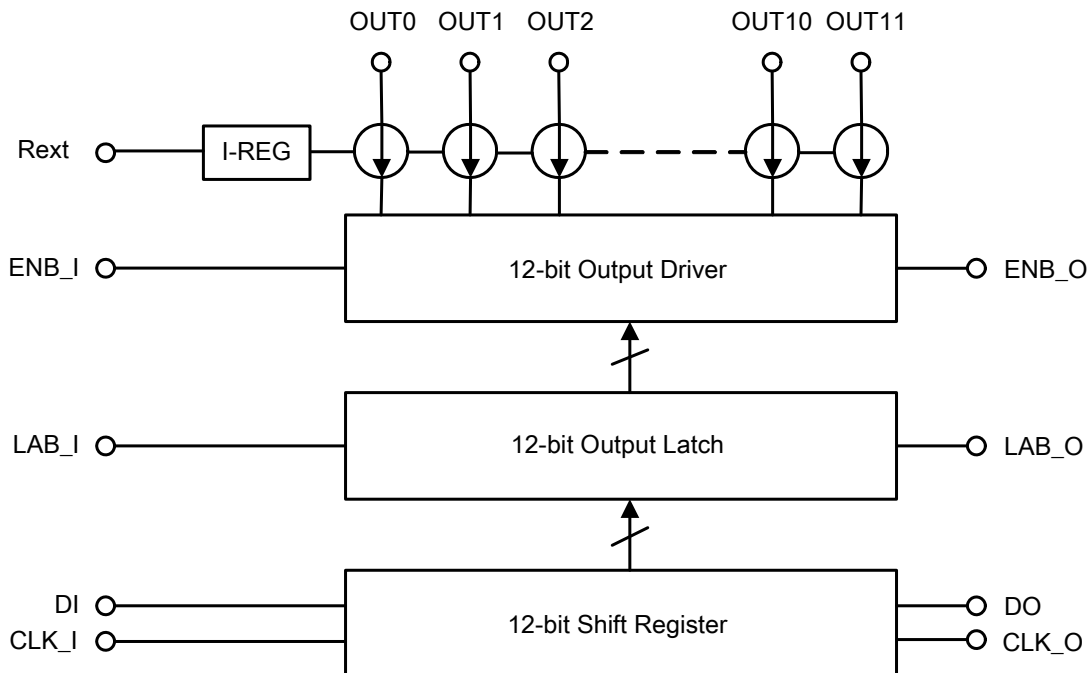 OUT0 OUT1 OUT2 OUT10 OUT11
Rext I-REG
ENB_I 12-bit Output Driver ENB_O
LAB_I 12-bit Output Latch LAB_O
DI DO
12-bit Shift Register
CLK_I CLK_O